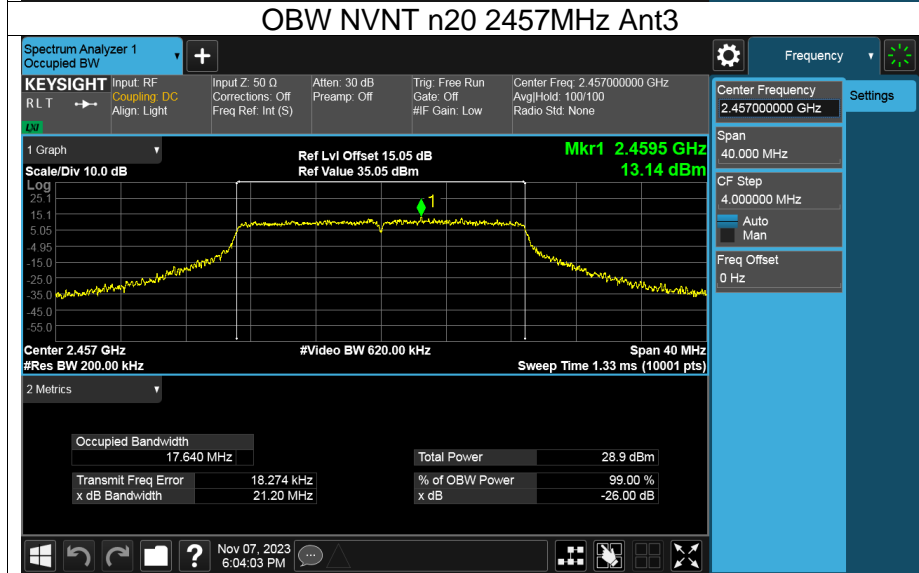 OBW NVNT n20 2457MHz Ant3
Spectrum Analyzer 1
Occupied BW
+
Frequency
KEYSIGHT
RLT
LXI
Input: RF
Coupling: DC
Align: Light
Input Z: 50 Ω
Corrections: Off
Freq Ref: Int (S)
Atten: 30 dB
Preamp: Off
Trig: Free Run
Gate: Off
#IF Gain: Low
Center Freq: 2.457000000 GHz
Avg|Hold: 100/100
Radio Std: None
Center Frequency
2.457000000 GHz
Settings
Span
40.000 MHz
CF Step
4.000000 MHz
Auto
Man
Freq Offset
0 Hz
1 Graph
Scale/Div 10.0 dB
Ref Lvl Offset 15.05 dB
Ref Value 35.05 dBm
Mkr1 2.4595 GHz
13.14 dBm
Log
25.1
15.1
5.05
-4.95
-15.0
-25.0
-35.0
-45.0
-55.0
1
Center 2.457 GHz
#Res BW 200.00 kHz
#Video BW 620.00 kHz
Span 40 MHz
Sweep Time 1.33 ms (10001 pts)
2 Metrics
Occupied Bandwidth
17.640 MHz
Transmit Freq Error 18.274 kHz
x dB Bandwidth 21.20 MHz
Total Power 28.9 dBm
% of OBW Power 99.00 %
x dB -26.00 dB
?
Nov 07, 2023
6:04:03 PM